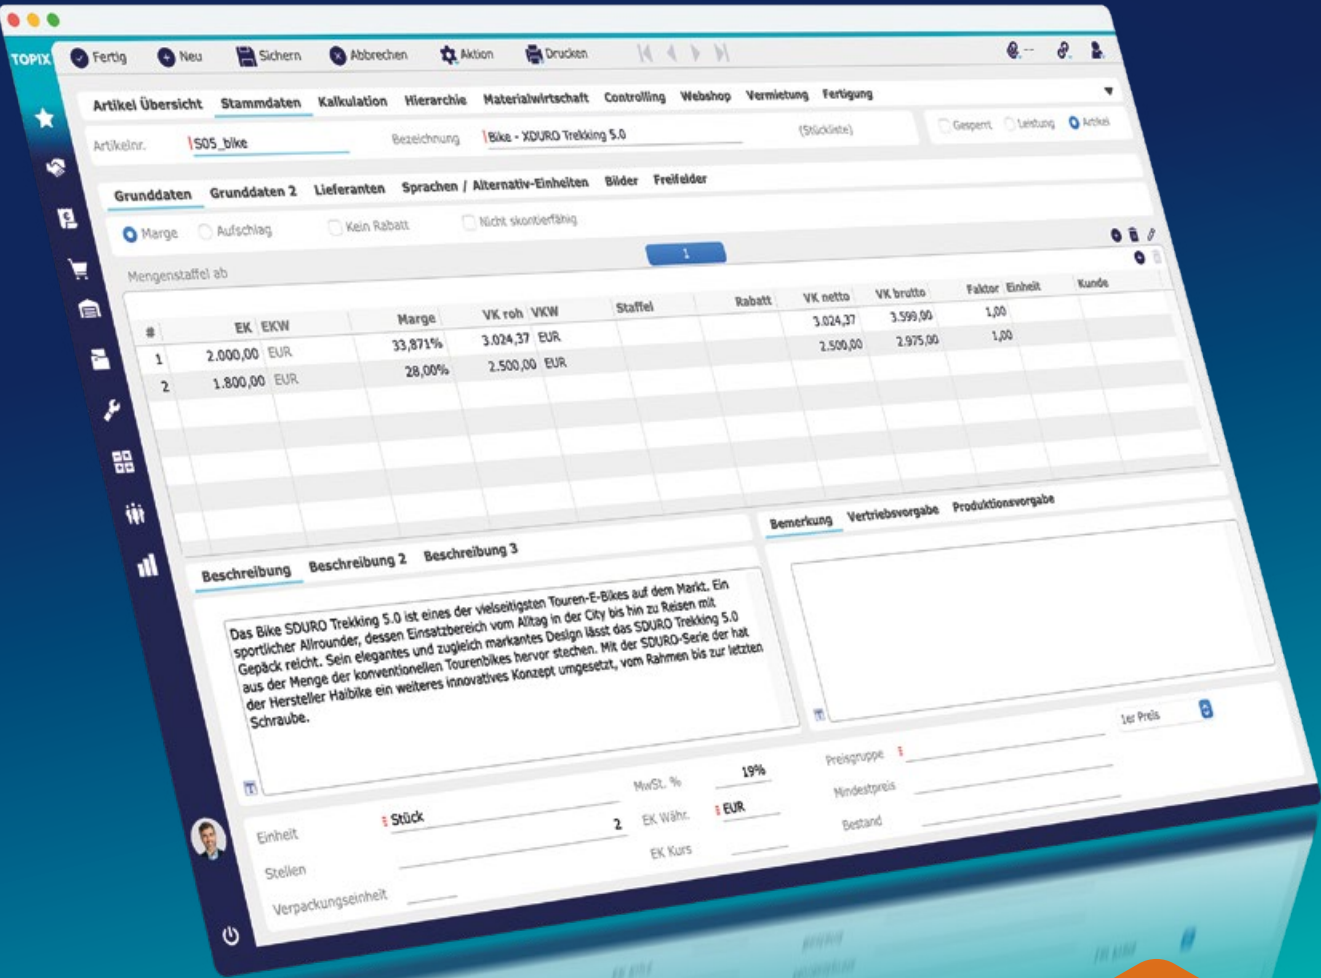 TOPIX
Fertig Neu Sichern Abbrechen Aktion Drucken --
Artikel Übersicht Stammdaten Kalkulation Hierarchie Materialwirtschaft Controlling Webshop Vermietung Fertigung
Artikelnr. S05_bike Bezeichnung Bike - XDURO Trekking 5.0 (Stückliste) Gesperrt Leistung Artikel
Grunddaten Grunddaten 2 Lieferanten Sprachen / Alternativ-Einheiten Bilder Freifelder
Marge Aufschlag Kein Rabatt Nicht skontierfähig
Mengenstaffel ab 1
# EK EKW Marge VK roh VKW Staffel Rabatt VK netto VK brutto Faktor Einheit Kunde
1 2.000,00 EUR 33,871% 3.024,37 EUR 3.024,37 3.599,00 1,00
2 1.800,00 EUR 28,00% 2.500,00 EUR 2.500,00 2.975,00 1,00
Beschreibung Beschreibung 2 Beschreibung 3
Das Bike SDURO Trekking 5.0 ist eines der vielseitigsten Touren-E-Bikes auf dem Markt. Ein
sportlicher Allrounder, dessen Einsatzbereich vom Alltag in der City bis hin zu Reisen mit
Gepäck reicht. Sein elegantes und zugleich markantes Design lässt das SDURO Trekking 5.0
aus der Menge der konventionellen Tourenbikes hervor stechen. Mit der SDURO-Serie der hat
der Hersteller Haibike ein weiteres innovatives Konzept umgesetzt, vom Rahmen bis zur letzten
Schraube.
Bemerkung Vertriebsvorgabe Produktionsvorgabe
Einheit Stück MwSt. % 19% Preisgruppe 1er Preis
Stellen 2 EK Währ. EUR Mindestpreis
Verpackungseinheit EK Kurs Bestand